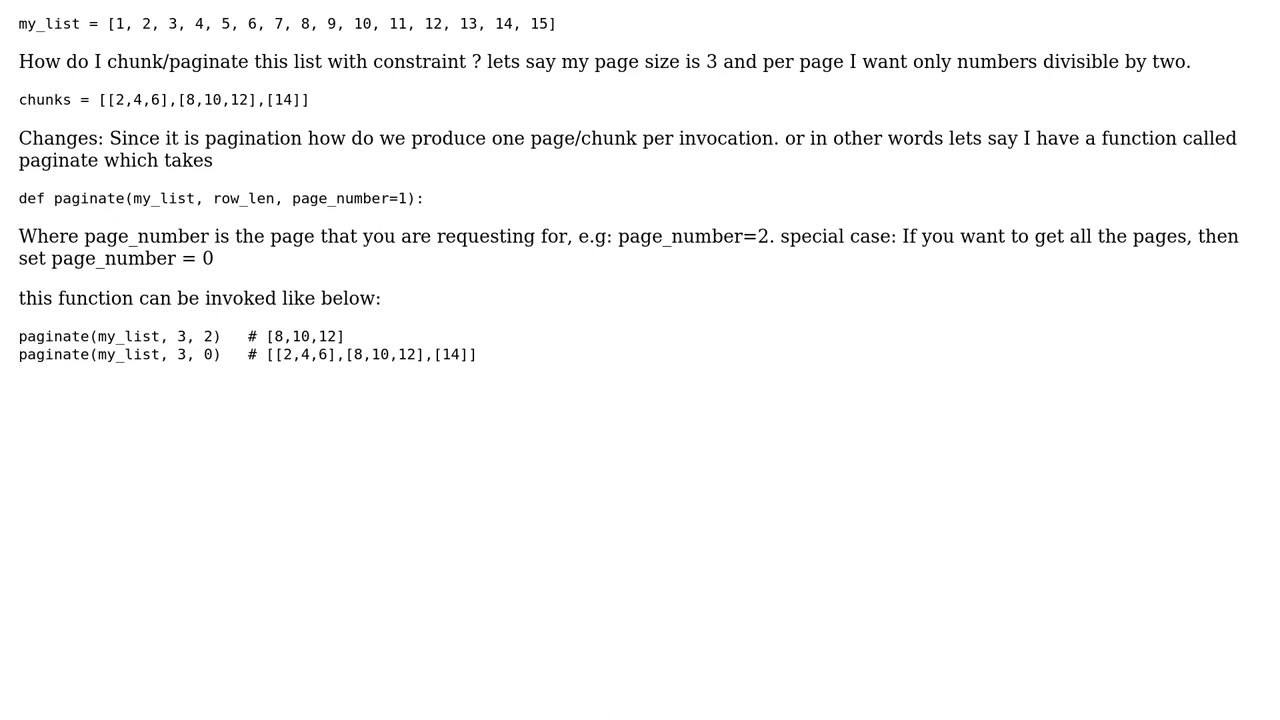 my_list = [1, 2, 3, 4, 5, 6, 7, 8, 9, 10, 11, 12, 13, 14, 15]
How do I chunk/paginate this list with constraint ? lets say my page size is 3 and per page I want only numbers divisible by two.
chunks = [[2,4,6],[8,10,12],[14]]
Changes: Since it is pagination how do we produce one page/chunk per invocation. or in other words lets say I have a function called
paginate which takes
def paginate(my_list, row_len, page_number=1):
Where page_number is the page that you are requesting for, e.g: page_number=2. special case: If you want to get all the pages, then
set page_number = 0
this function can be invoked like below:
paginate(my_list, 3, 2)   # [8,10,12]
paginate(my_list, 3, 0)   # [[2,4,6],[8,10,12],[14]]